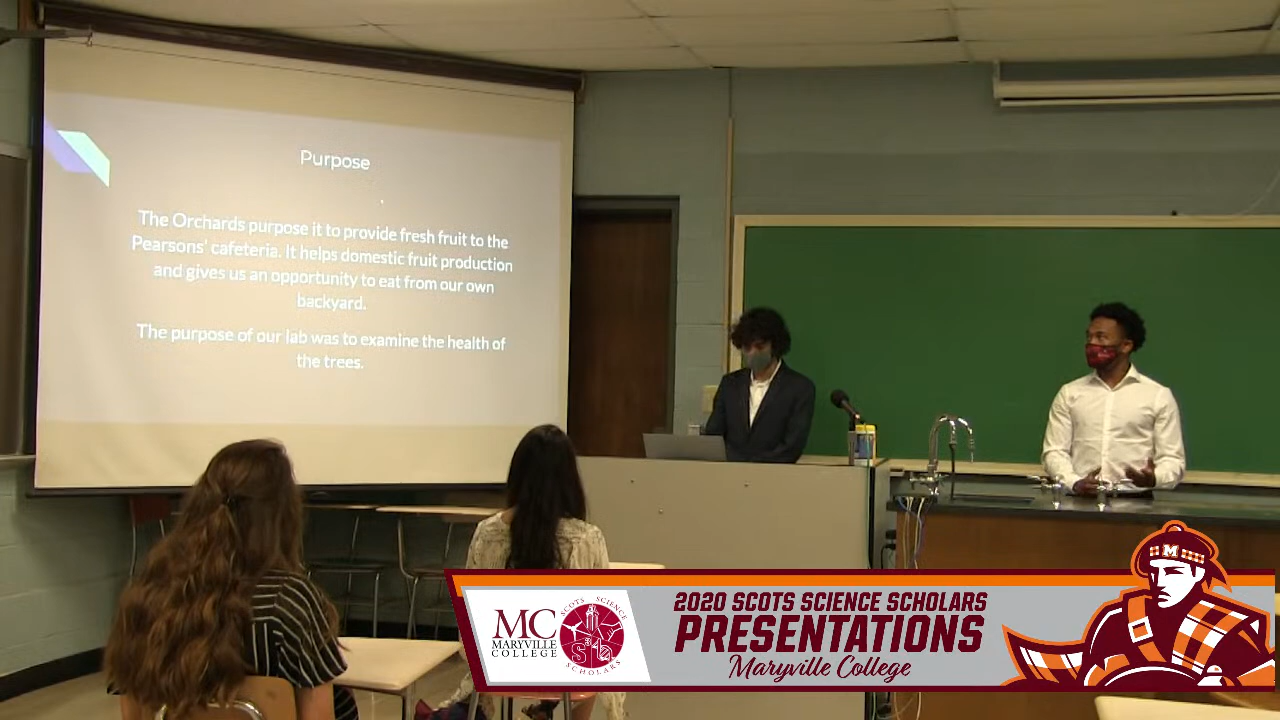 Purpose
The Orchards purpose it to provide fresh fruit to the
Pearsons' cafeteria. It helps domestic fruit production
and gives us an opportunity to eat from our own
backyard.
The purpose of our lab was to examine the health of
the trees.
M
MC
MARYVILLE
COLLEGE
SCOTS SCIENCE
SCHOLARS
2020 SCOTS SCIENCE SCHOLARS
PRESENTATIONS
Maryville College